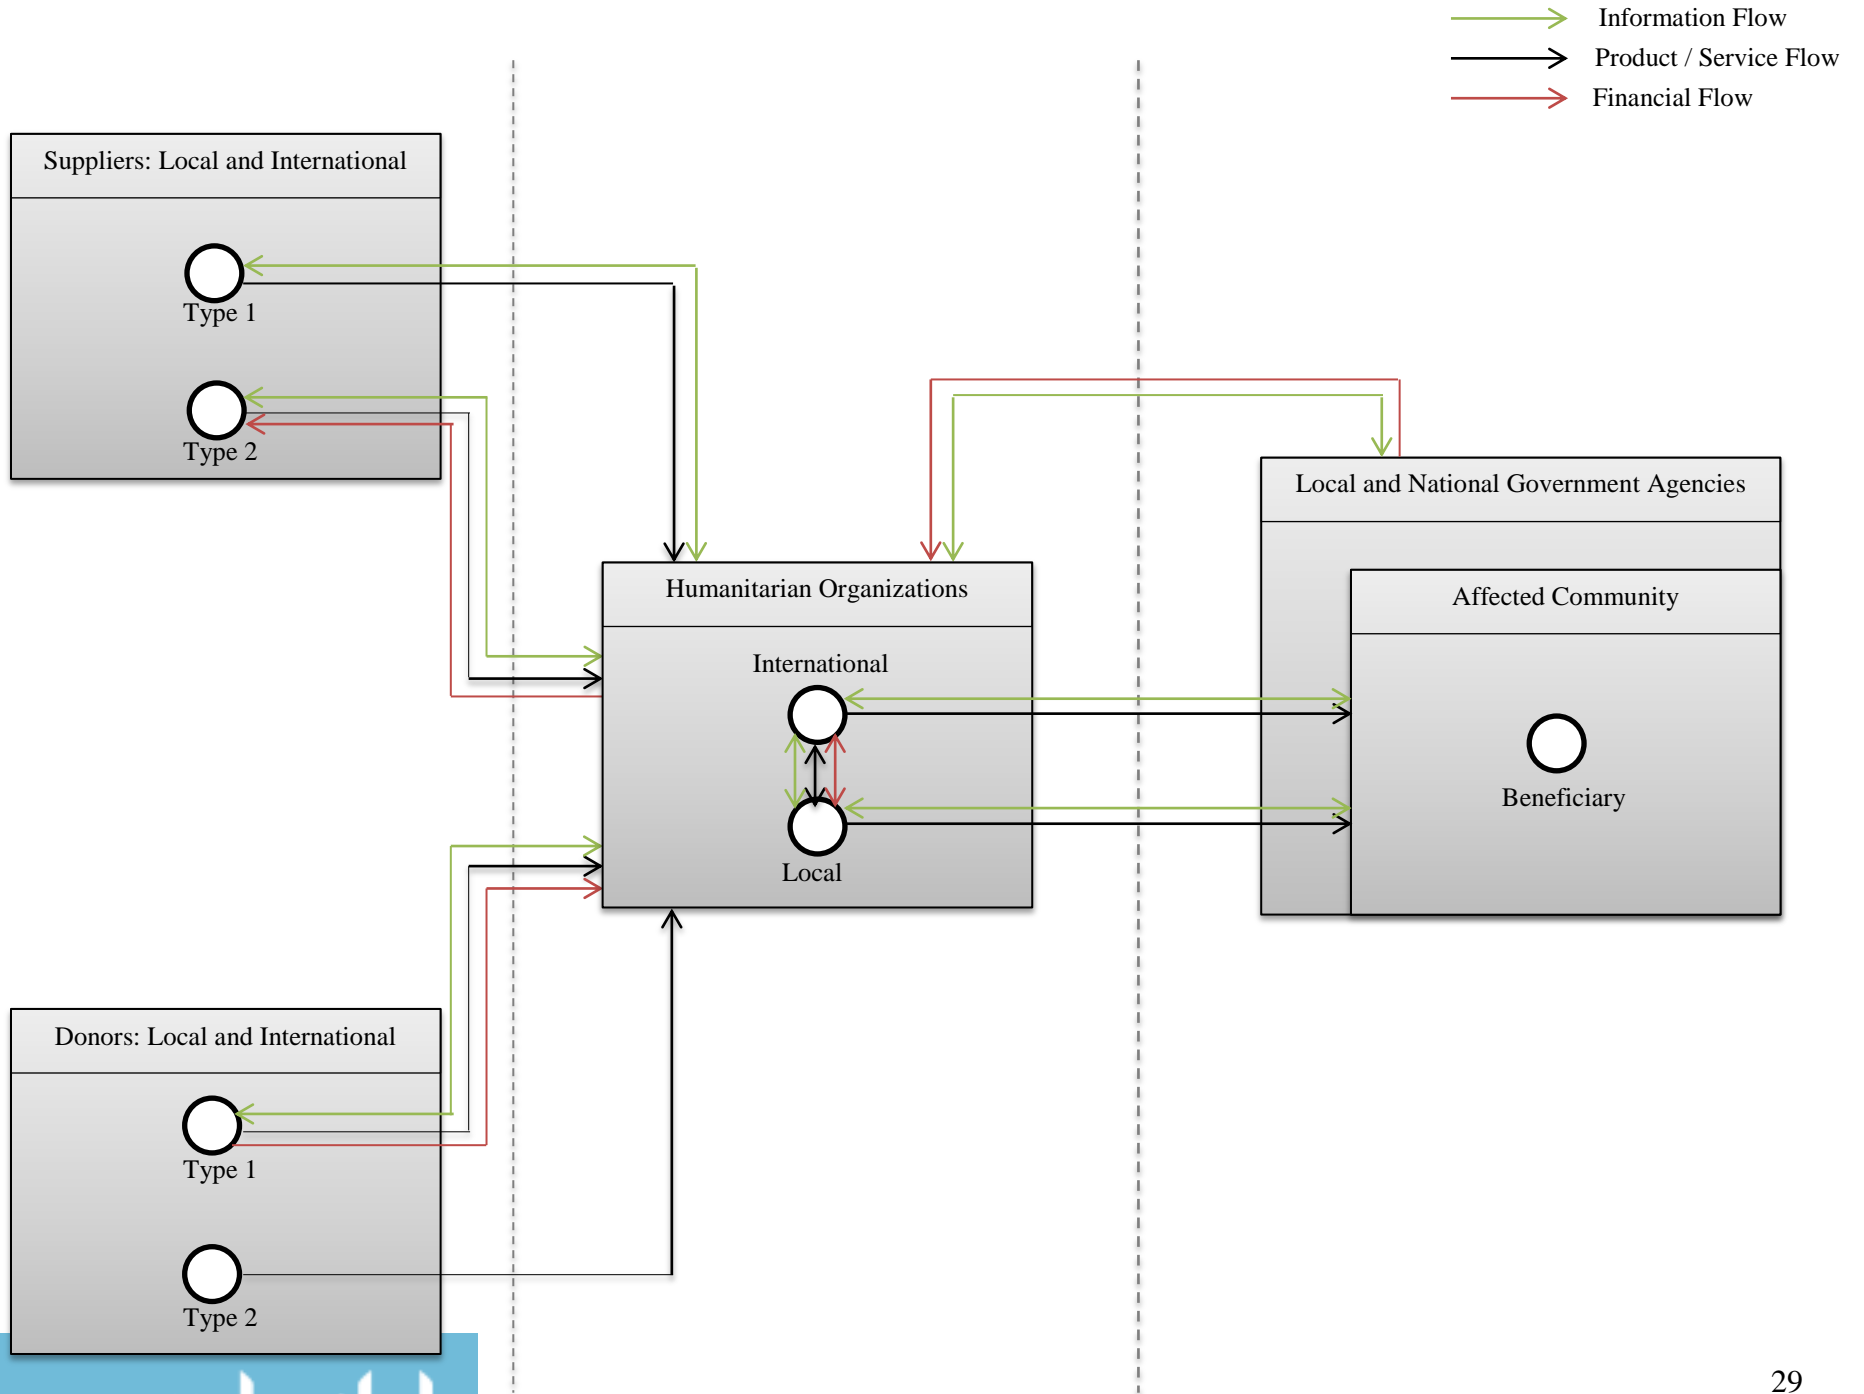 Information Flow
Product / Service Flow
Financial Flow
Suppliers: Local and International
Type 1
Type 2
Local and National Government Agencies
Humanitarian Organizations
Affected Community
International
Beneficiary
Local
Donors: Local and International
Type 1
Type 2
29